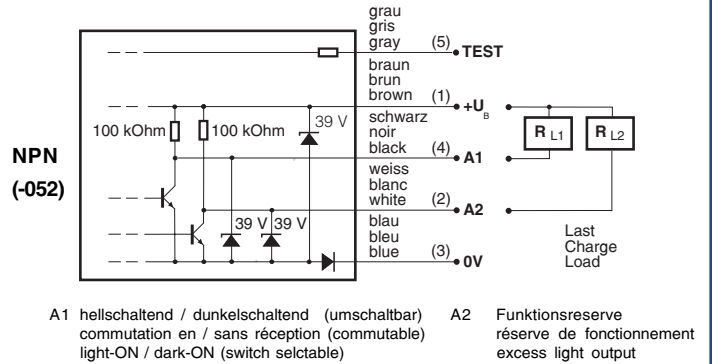 grau
gris
gray (5) TEST
braun
brun
brown (1) +U B
100 kOhm 100 kOhm 39 V
schwarz
noir
black (4) A1
R L1 R L2
NPN
(-052)
weiss
blanc
white (2) A2
39 V 39 V
blau
bleu
blue (3) 0V
Last
Charge
Load
A1 hellschaltend / dunkelschaltend (umschaltbar)
commutation en / sans réception (commutable)
light-ON / dark-ON (switch selctable)
A2 Funktionsreserve
réserve de fonctionnement
excess light output